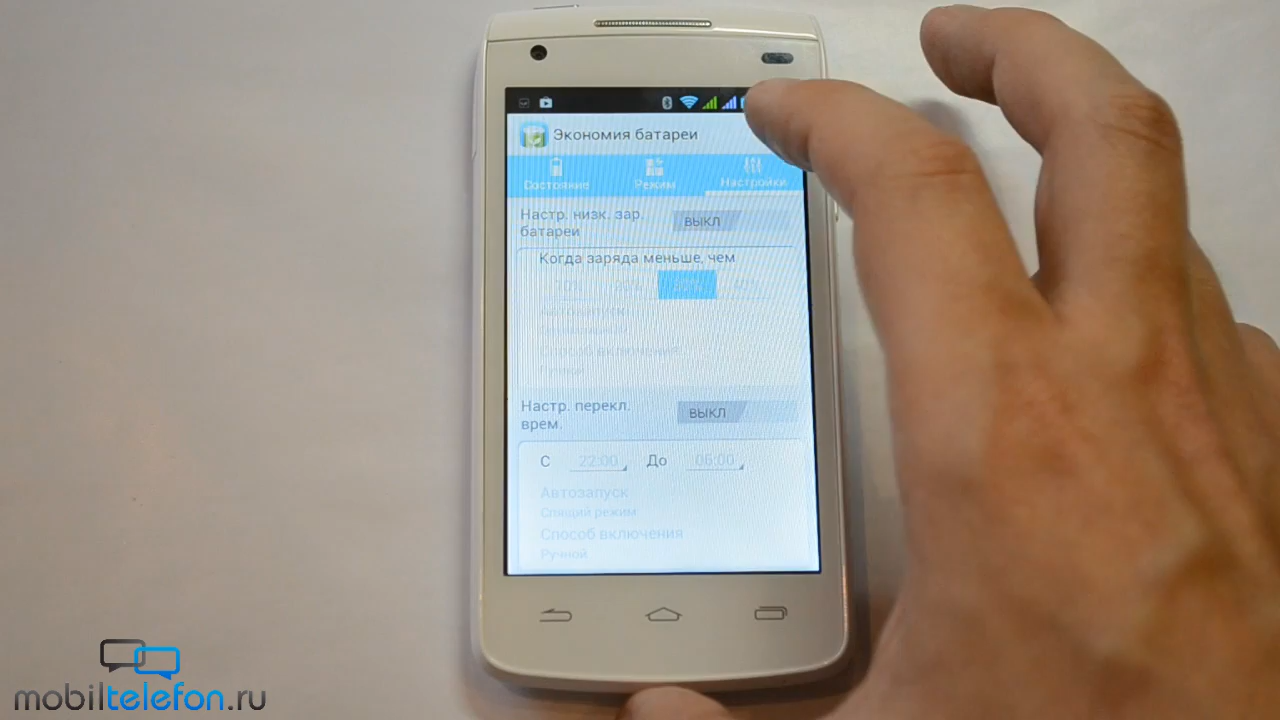 Экономия батареи
Состояние Режим Настройки
Настр. низк. зар. ВЫКЛ
батареи
Когда заряда меньше, чем
Настр. перекл. ВЫКЛ
врем.
С 22:00 До 06:00
Автозапуск
Спящий режим
Способ включения
Ручной
mobiltelefon.ru